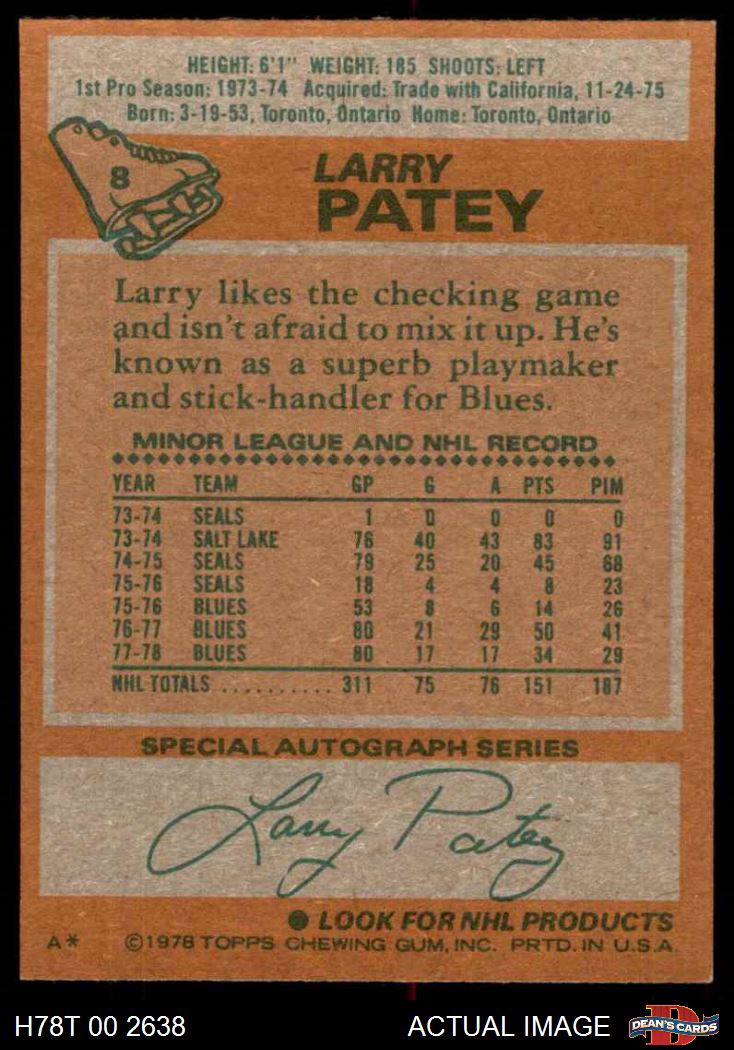 HEIGHT: 6'1" WEIGHT: 185 SHOOTS: LEFT
1st Pro Season: 1973-74 Acquired: Trade with California, 11-24-75
Born: 3-19-53, Toronto, Ontario Home: Toronto, Ontario
8
LARRY
PATEY
Larry likes the checking game
and isn't afraid to mix it up. He's
known as a superb playmaker
and stick-handler for Blues.
MINOR LEAGUE AND NHL RECORD
YEAR TEAM GP G A PTS PIM
73-74 SEALS 1 0 0 0 0
73-74 SALT LAKE 76 40 43 83 91
74-75 SEALS 79 25 20 45 68
75-76 SEALS 18 4 4 8 23
75-76 BLUES 53 8 6 14 26
76-77 BLUES 80 21 29 50 41
77-78 BLUES 80 17 17 34 29
NHL TOTALS .......... 311 75 76 151 187
SPECIAL AUTOGRAPH SERIES
Larry Patey
● LOOK FOR NHL PRODUCTS
A* ©1978 TOPPS CHEWING GUM, INC. PRTD. IN U.S.A.
H78T 00 2638 ACTUAL IMAGE DEAN'S CARDS